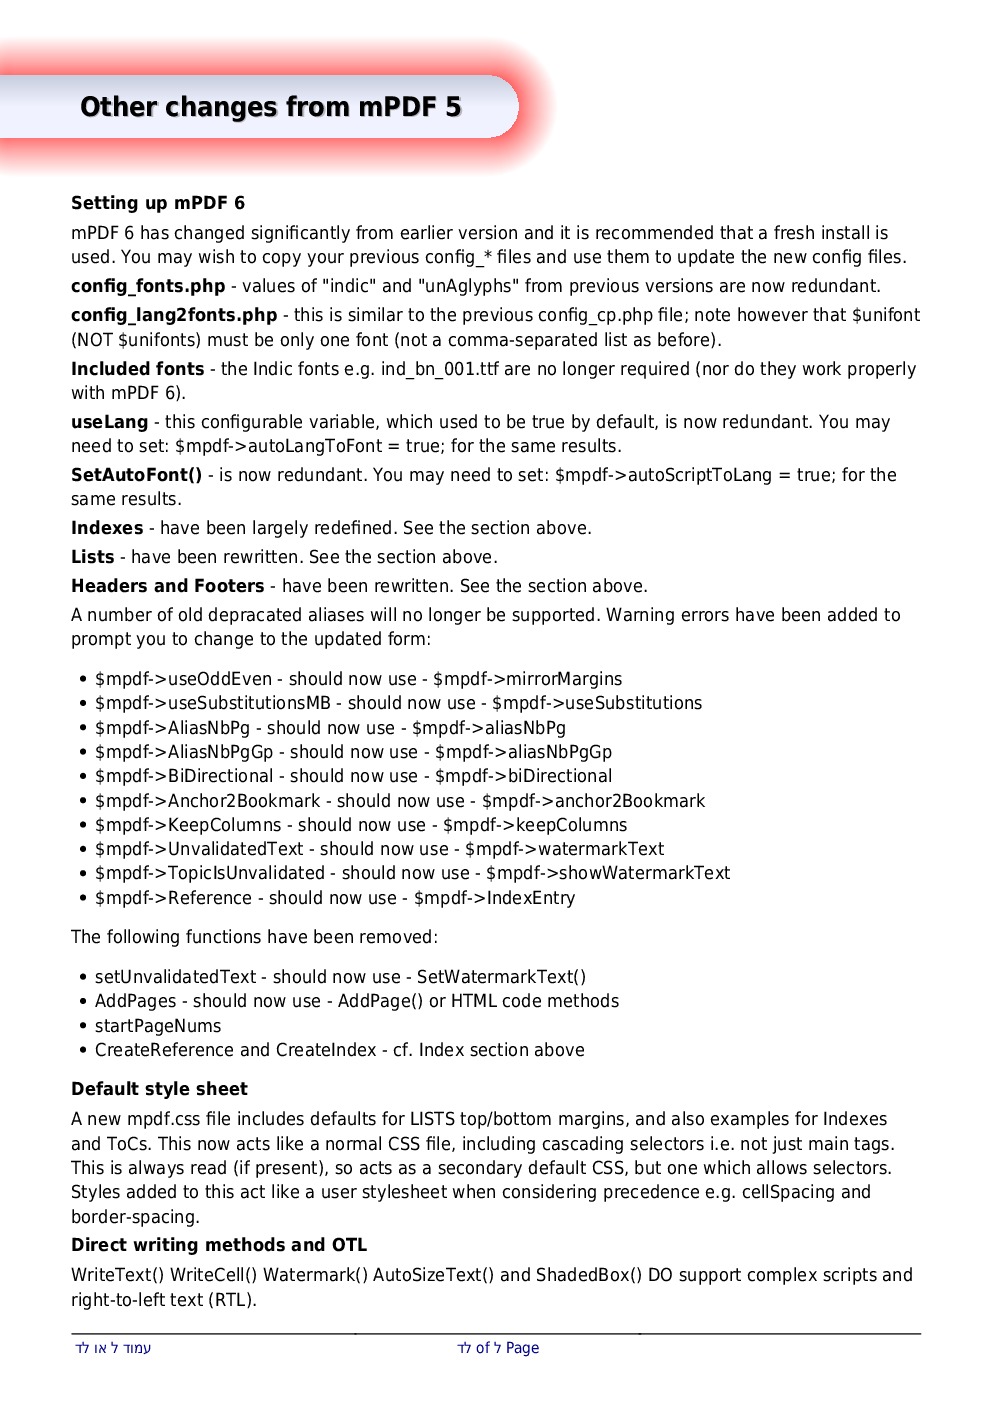 Other changes from mPDF 5
Setting up mPDF 6
mPDF 6 has changed significantly from earlier version and it is recommended that a fresh install is
used. You may wish to copy your previous config_* files and use them to update the new config files.
config_fonts.php - values of "indic" and "unAglyphs" from previous versions are now redundant.
config_lang2fonts.php - this is similar to the previous config_cp.php file; note however that $unifont
(NOT $unifonts) must be only one font (not a comma-separated list as before).
Included fonts - the Indic fonts e.g. ind_bn_001.ttf are no longer required (nor do they work properly
with mPDF 6).
useLang - this configurable variable, which used to be true by default, is now redundant. You may
need to set: $mpdf->autoLangToFont = true; for the same results.
SetAutoFont() - is now redundant. You may need to set: $mpdf->autoScriptToLang = true; for the
same results.
Indexes - have been largely redefined. See the section above.
Lists - have been rewritten. See the section above.
Headers and Footers - have been rewritten. See the section above.
A number of old depracated aliases will no longer be supported. Warning errors have been added to
prompt you to change to the updated form:
• $mpdf->useOddEven - should now use - $mpdf->mirrorMargins
• $mpdf->useSubstitutionsMB - should now use - $mpdf->useSubstitutions
• $mpdf->AliasNbPg - should now use - $mpdf->aliasNbPg
• $mpdf->AliasNbPgGp - should now use - $mpdf->aliasNbPgGp
• $mpdf->BiDirectional - should now use - $mpdf->biDirectional
• $mpdf->Anchor2Bookmark - should now use - $mpdf->anchor2Bookmark
• $mpdf->KeepColumns - should now use - $mpdf->keepColumns
• $mpdf->UnvalidatedText - should now use - $mpdf->watermarkText
• $mpdf->TopicIsUnvalidated - should now use - $mpdf->showWatermarkText
• $mpdf->Reference - should now use - $mpdf->IndexEntry
The following functions have been removed:
• setUnvalidatedText - should now use - SetWatermarkText()
• AddPages - should now use - AddPage() or HTML code methods
• startPageNums
• CreateReference and CreateIndex - cf. Index section above
Default style sheet
A new mpdf.css file includes defaults for LISTS top/bottom margins, and also examples for Indexes
and ToCs. This now acts like a normal CSS file, including cascading selectors i.e. not just main tags.
This is always read (if present), so acts as a secondary default CSS, but one which allows selectors.
Styles added to this act like a user stylesheet when considering precedence e.g. cellSpacing and
border-spacing.
Direct writing methods and OTL
WriteText() WriteCell() Watermark() AutoSizeText() and ShadedBox() DO support complex scripts and
right-to-left text (RTL).
עמוד ל או לד
Page ל of לד